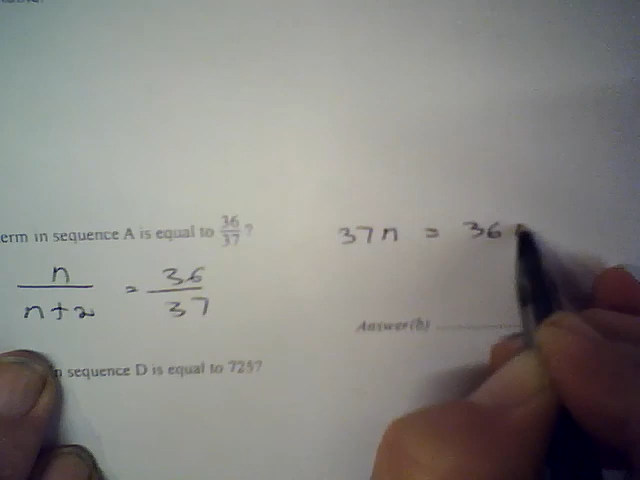 erm in sequence A is equal to 36/37?
n/n+2 = 36/37
37n = 36
Answer(b)
n sequence D is equal to 725?